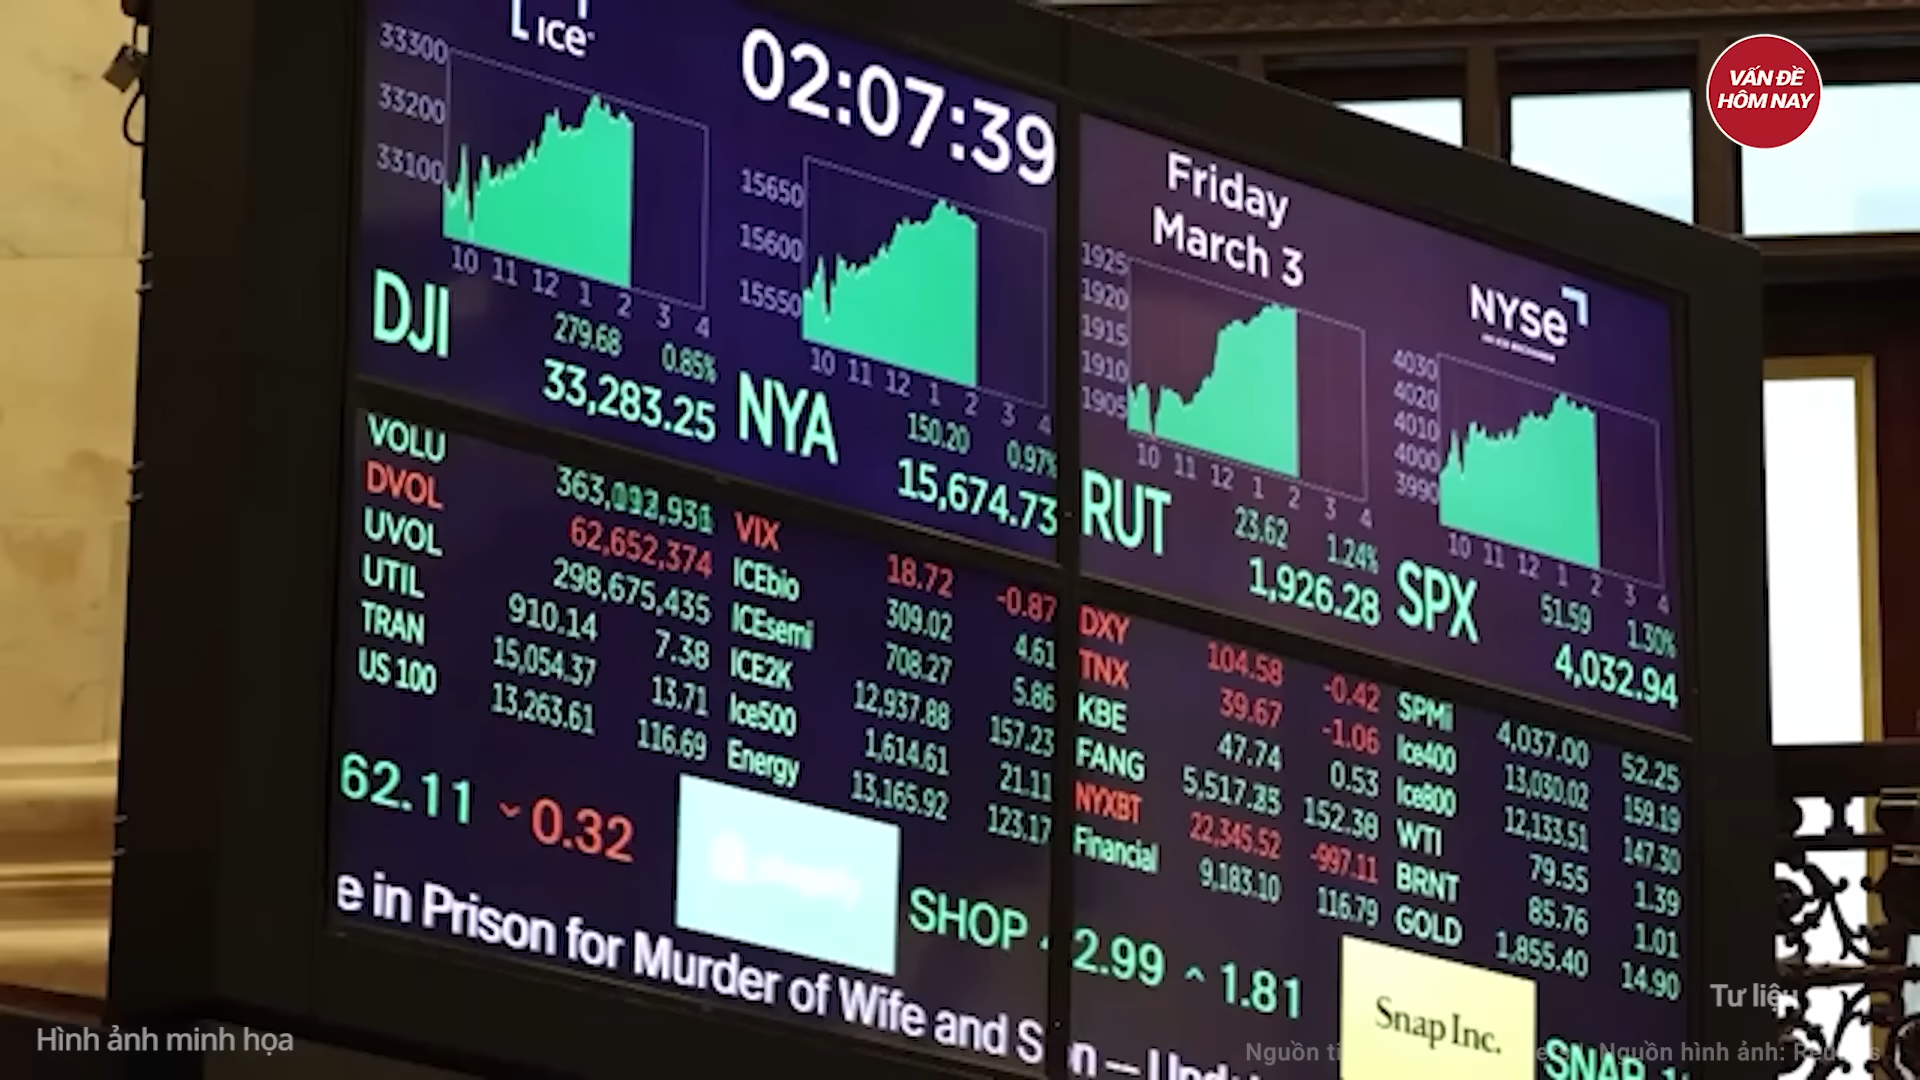 ice
02:07:39
VẤN ĐỀ
HÔM NAY
33300
33200
33100
10 11 12 1 2 3 4
DJI
279.68 0.85%
33,283.25
15650
15600
15550
10 11 12 1 2 3 4
NYA
150.20 0.97%
15,674.73
Friday
March 3
1925
1920
1915
1910
1905
10 11 12 1 2 3 4
RUT
23.62 1.24%
1,926.28
NYSE
4030
4020
4010
4000
3990
10 11 12 1 2 3 4
SPX
51.59 1.30%
4,032.94
VOLU
DVOL 62,652,374
UVOL 298,675,435
UTIL 910.14 7.38
TRAN 15,054.37 13.71
US 100 13,263.61 116.69
VIX 18.72 -0.87
ICEbio 309.02 4.61
ICEsemi 708.27 5.86
ICE2K 12,937.88 157.23
Ice500 1,614.61 21.11
Energy 13,165.92 123.17
DXY 104.58 -0.42
TNX 39.67 -1.06
KBE 47.74 0.53
FANG 152.38
NYXBT 22,345.52 -997.11
Financial 9,183.10 116.79
SPMi 4,037.00 52.25
Ice400 13,030.02 159.19
Ice800 12,133.51 147.30
WTI 79.55 1.39
BRNT 85.76 1.01
GOLD 1,855.40 14.90
62.11 0.32
SHOP 2.99 1.81
Snap Inc.
SNAP
e in Prison for Murder of Wife and S n —
Tư liệu
Hình ảnh minh họa
Nguồn hình ảnh: